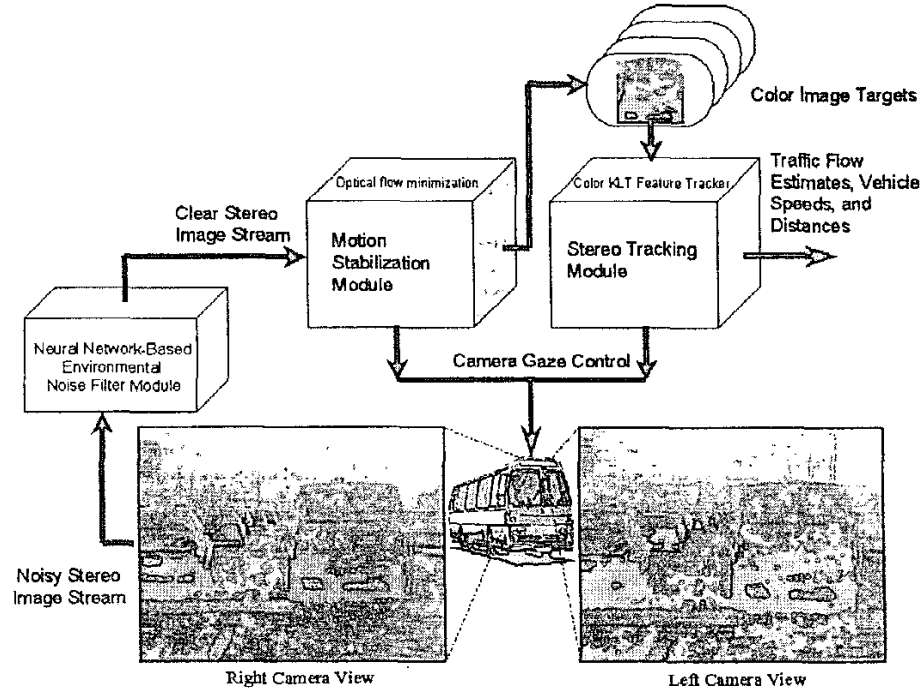 Color Image Targets
Optical flow minimization
Color KLT Feature Tracker
Traffic Flow
Estimates, Vehicle
Speeds, and
Distances
Clear Stereo
Image Stream
Motion
Stabilization
Module
Stereo Tracking
Module
Neural Network-Based
Environmental
Noise Filter Module
Camera Gaze Control
Noisy Stereo
Image Stream
Right Camera View
Left Camera View